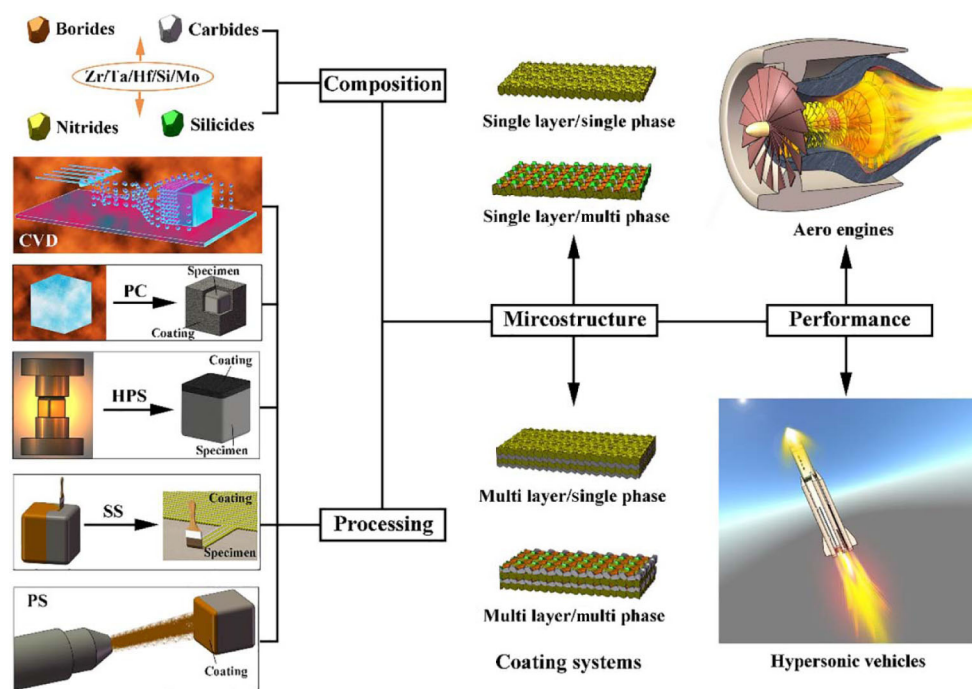 Borides
Carbides
Zr/Ta/Hf/Si/Mo
Nitrides
Silicides
Composition
CVD
PC
Specimen
Coating
HPS
Coating
Specimen
SS
Coating
Specimen
PS
Coating
Processing
Single layer/single phase
Single layer/multi phase
Mircostructure
Multi layer/single phase
Multi layer/multi phase
Coating systems
Aero engines
Performance
Hypersonic vehicles